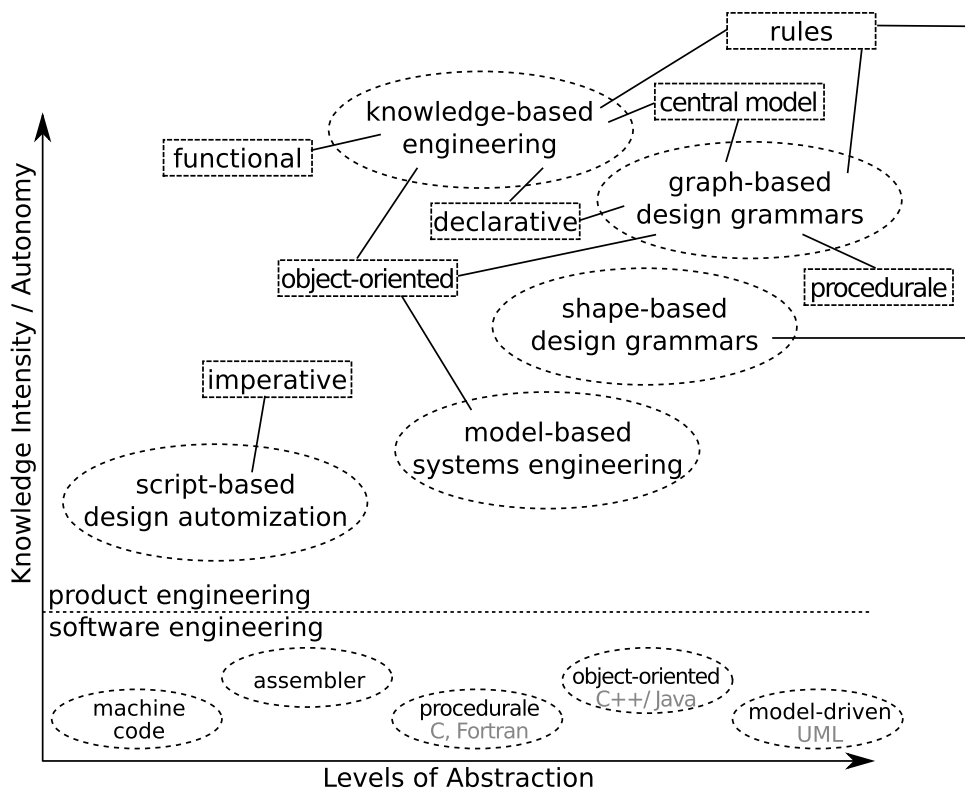 rules
central model
knowledge-based
engineering
functional
graph-based
design grammars
declarative
object-oriented
procedurale
shape-based
design grammars
imperative
model-based
systems engineering
script-based
design automization
Knowledge Intensity / Autonomy
product engineering
software engineering
object-oriented
C++/ Java
assembler
machine
code
procedurale
C, Fortran
model-driven
UML
Levels of Abstraction